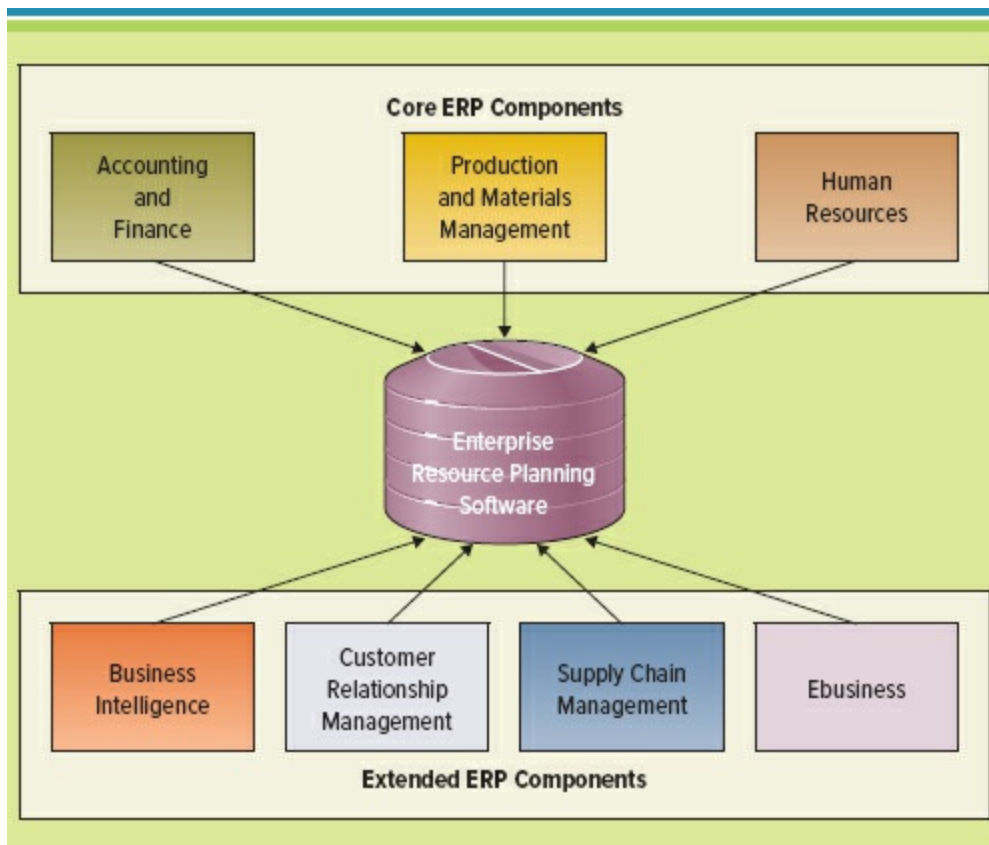 Core ERP Components
Accounting
and
Finance
Production
and Materials
Management
Human
Resources
Enterprise
Resource Planning
Software
Business
Intelligence
Customer
Relationship
Management
Supply Chain
Management
Ebusiness
Extended ERP Components